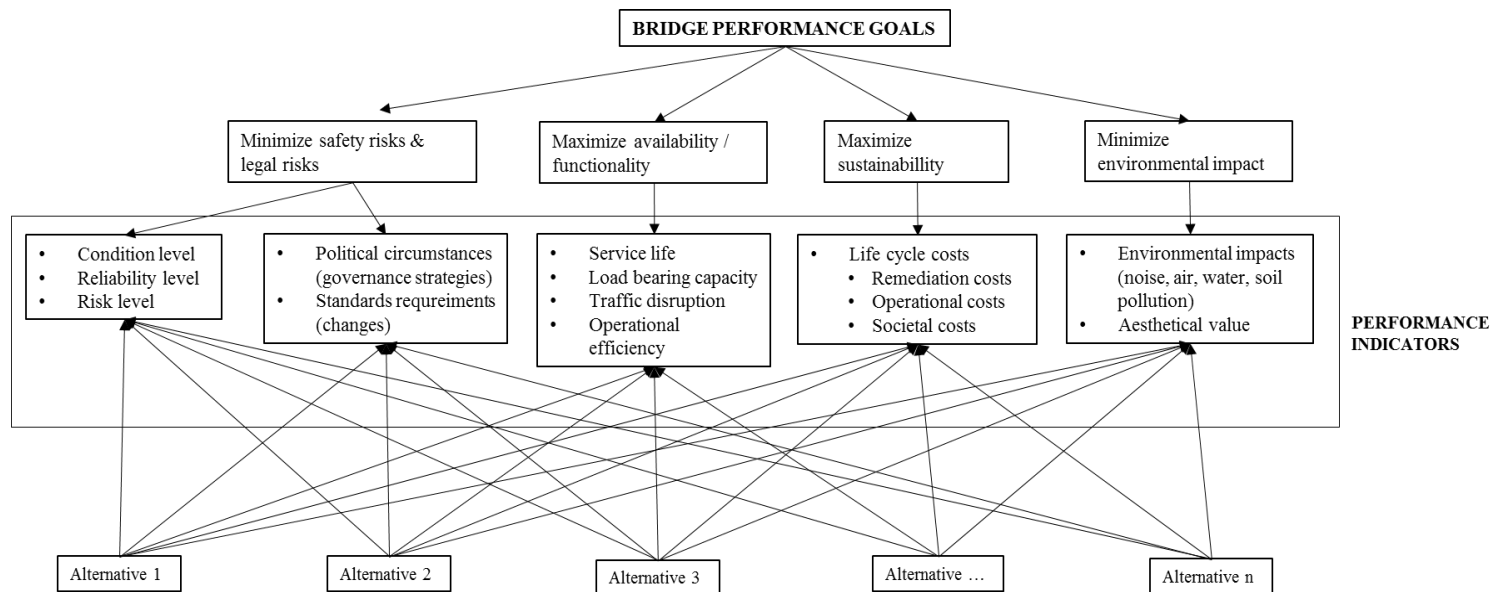 BRIDGE PERFORMANCE GOALS
Minimize safety risks &
legal risks
Maximize availability /
functionality
Maximize
sustainability
Minimize
environmental impact
• Condition level
• Reliability level
• Risk level
• Political circumstances
(governance strategies)
• Standards requreiments
(changes)
• Service life
• Load bearing capacity
• Traffic disruption
• Operational
efficiency
• Life cycle costs
• Remediation costs
• Operational costs
• Societal costs
• Environmental impacts
(noise, air, water, soil
pollution)
• Aesthetical value
PERFORMANCE
INDICATORS
Alternative 1
Alternative 2
Alternative 3
Alternative …
Alternative n